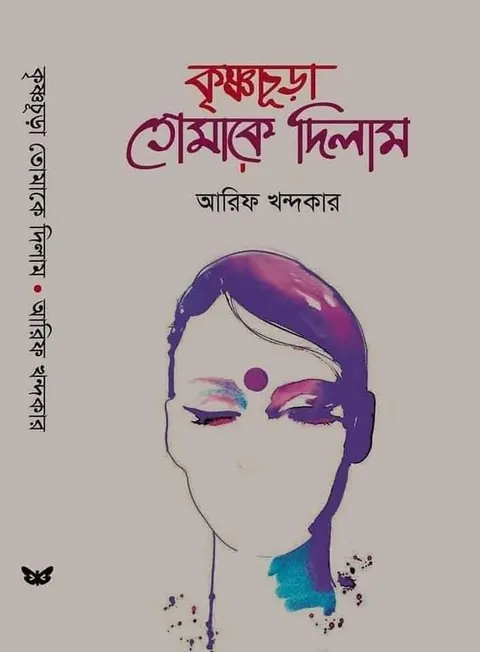 কৃষ্ণচূড়া
তোমাকে দিলাম
আরিফ খন্দকার
কৃষ্ণচূড়া তোমাকে দিলাম • আরিফ খন্দকার